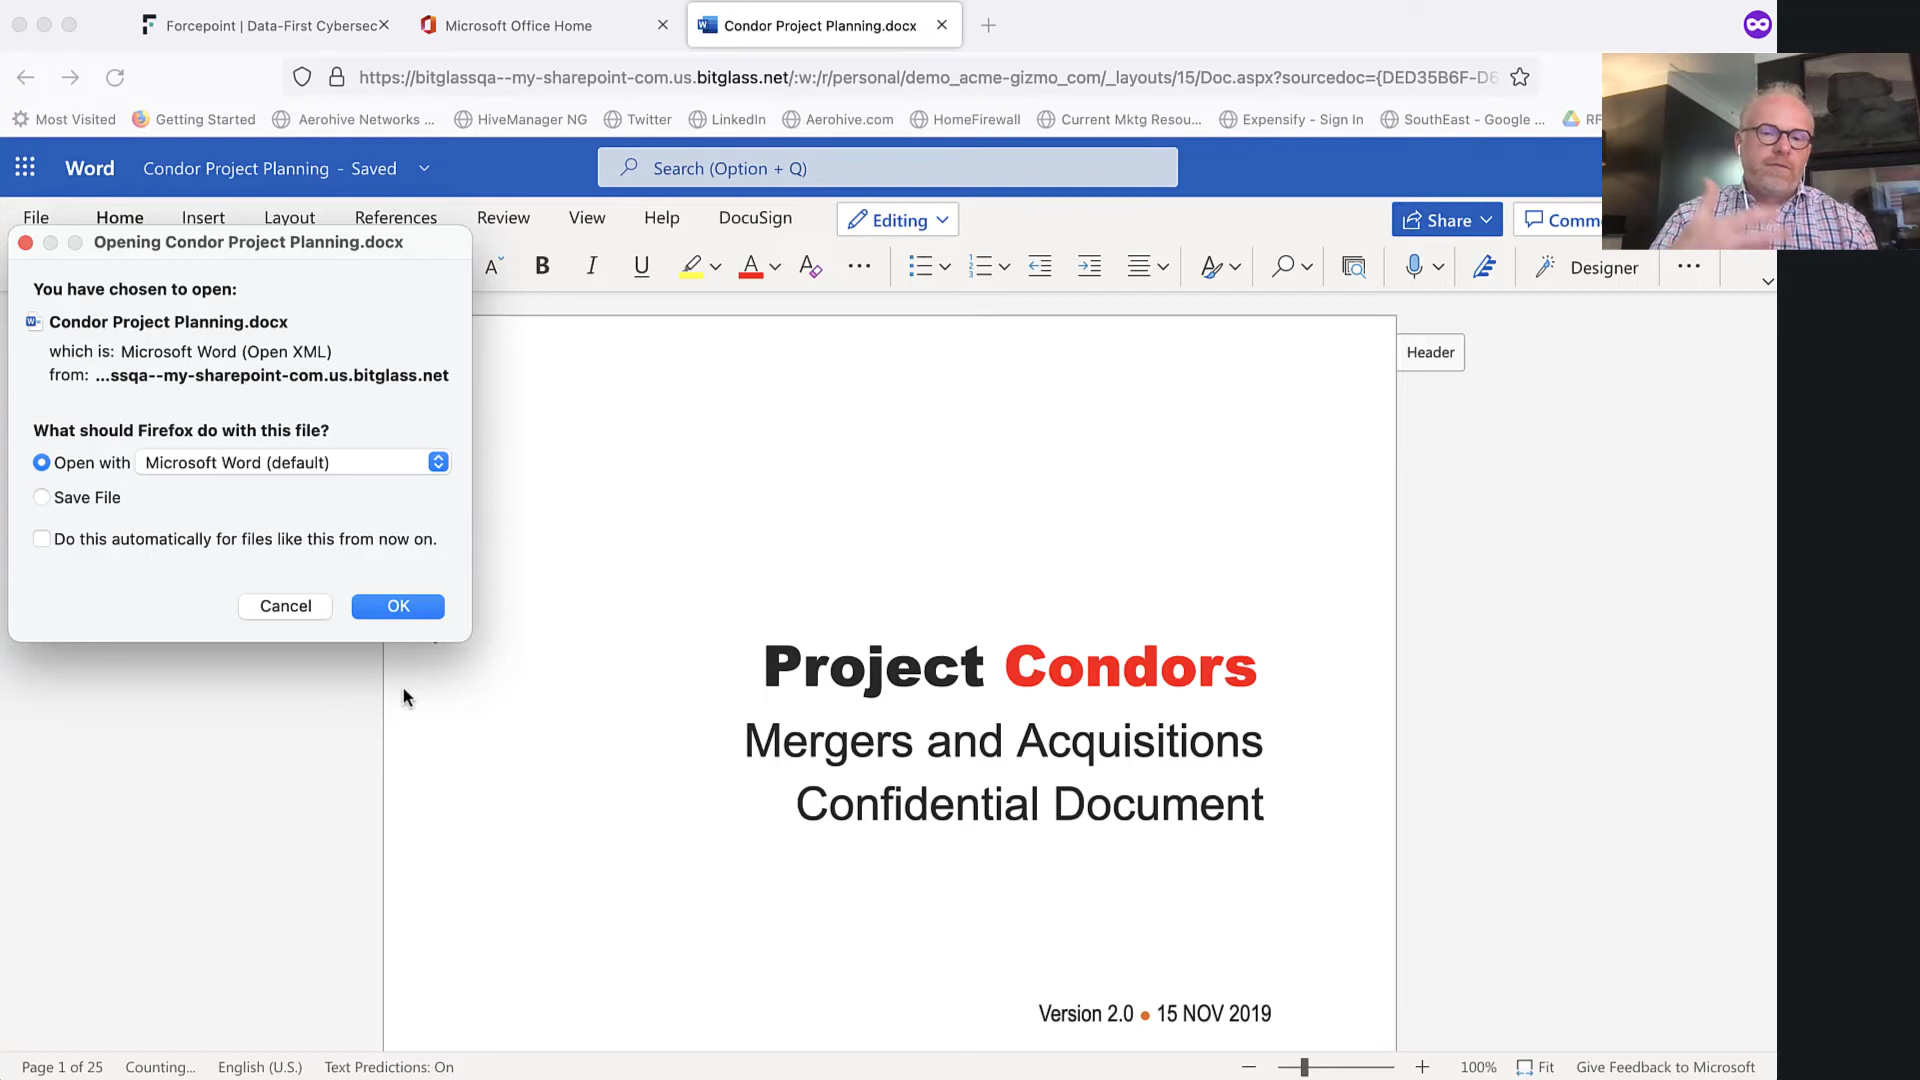 Forcepoint | Data-First Cybersec
Microsoft Office Home
Condor Project Planning.docx
https://bitglassqa--my-sharepoint-com.us.bitglass.net/:w:/r/personal/demo_acme-gizmo_com/_layouts/15/Doc.aspx?sourcedoc={DED35B6F-D6
Most Visited
Getting Started
Aerohive Networks ...
HiveManager NG
Twitter
LinkedIn
Aerohive.com
HomeFirewall
Current Mktg Resou...
Expensify - Sign In
SouthEast - Google ...
RF
Word
Condor Project Planning - Saved
Search (Option + Q)
File
Home
Insert
Layout
References
Review
View
Help
DocuSign
Editing
Share
Comm
Designer
Opening Condor Project Planning.docx
You have chosen to open:
Condor Project Planning.docx
which is: Microsoft Word (Open XML)
from: ...ssqa--my-sharepoint-com.us.bitglass.net
What should Firefox do with this file?
Open with Microsoft Word (default)
Save File
Do this automatically for files like this from now on.
Cancel
OK
Header
Project Condors
Mergers and Acquisitions
Confidential Document
Version 2.0 • 15 NOV 2019
Page 1 of 25
Counting...
English (U.S.)
Text Predictions: On
100%
Fit
Give Feedback to Microsoft